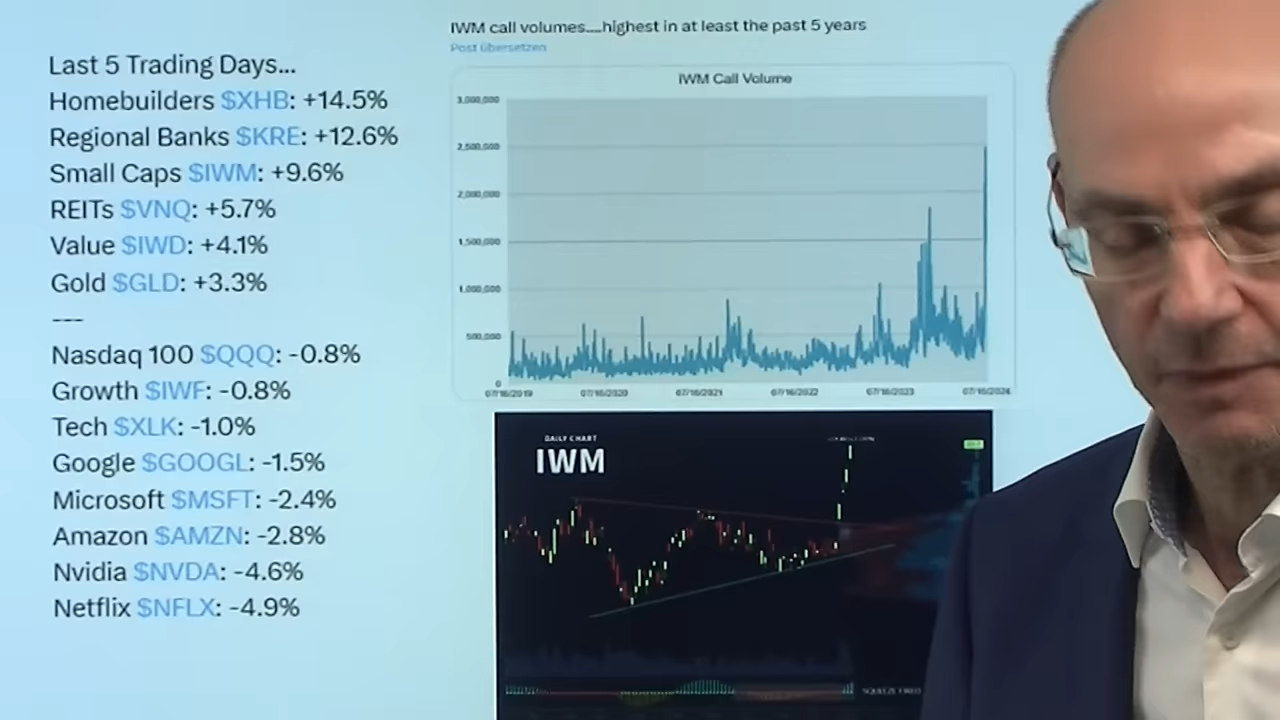 Last 5 Trading Days...
Homebuilders $XHB: +14.5%
Regional Banks $KRE: +12.6%
Small Caps $IWM: +9.6%
REITs $VNQ: +5.7%
Value $IWD: +4.1%
Gold $GLD: +3.3%
---
Nasdaq 100 $QQQ: -0.8%
Growth $IWF: -0.8%
Tech $XLK: -1.0%
Google $GOOGL: -1.5%
Microsoft $MSFT: -2.4%
Amazon $AMZN: -2.8%
Nvidia $NVDA: -4.6%
Netflix $NFLX: -4.9%
IWM call volumes....highest in at least the past 5 years
Post übersetzen
IWM Call Volume
3,000,000
2,500,000
2,000,000
1,500,000
1,000,000
500,000
0
07/16/2019 07/16/2020 07/16/2021 07/16/2022 07/16/2023 07/16/2024
DAILY CHART
IWM
SQUEEZE FIRED